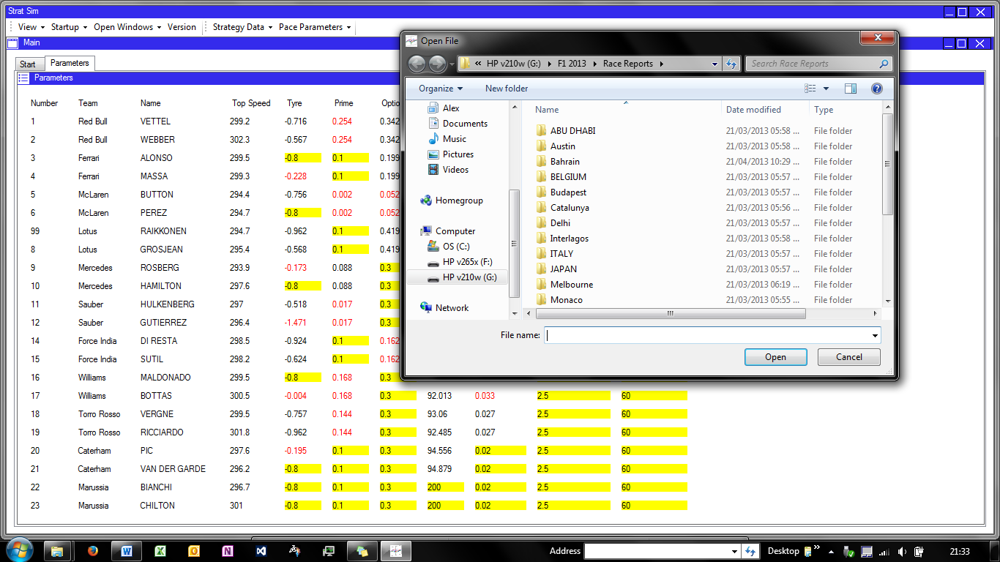 Strat Sim
View Startup Open Windows Version Strategy Data Pace Parameters
Main
Start Parameters
Parameters
Number Team Name Top Speed Tyre Prime Optio
1 Red Bull VETTEL 299.2 -0.716 0.254 0.342
2 Red Bull WEBBER 302.3 -0.567 0.254 0.342
3 Ferrari ALONSO 299.5 -0.8 0.1 0.199
4 Ferrari MASSA 299.3 -0.228 0.1 0.199
5 McLaren BUTTON 294.4 -0.756 0.002 0.052
6 McLaren PEREZ 294.7 -0.8 0.002 0.052
99 Lotus RAIKKONEN 294.7 -0.962 0.1 0.419
8 Lotus GROSJEAN 295.4 -0.568 0.1 0.419
9 Mercedes ROSBERG 293.9 -0.173 0.088 0.3
10 Mercedes HAMILTON 297.6 -0.8 0.088 0.3
11 Sauber HULKENBERG 297 -0.518 0.017 0.3
12 Sauber GUTIERREZ 296.4 -1.471 0.017 0.3
14 Force India DI RESTA 298.5 -0.924 0.1 0.162
15 Force India SUTIL 298.2 -0.624 0.1 0.162
16 Williams MALDONADO 299.5 -0.8 0.168 0.3
17 Williams BOTTAS 300.5 -0.004 0.168 0.3 92.013 0.033 2.5 60
18 Torro Rosso VERGNE 299.5 -0.757 0.144 0.3 93.06 0.027 2.5 60
19 Torro Rosso RICCIARDO 301.8 -0.962 0.144 0.3 92.485 0.027 2.5 60
20 Caterham PIC 297.6 -0.195 0.1 0.3 94.556 0.02 2.5 60
21 Caterham VAN DER GARDE 296.2 -0.8 0.1 0.3 94.879 0.02 2.5 60
22 Marussia BIANCHI 296.7 -0.8 0.1 0.3 200 0.02 2.5 60
23 Marussia CHILTON 301 -0.8 0.1 0.3 200 0.02 2.5 60
Open File
« HP v210w (G:) F1 2013 Race Reports Search Race Reports
Organize New folder
Alex
Documents
Music
Pictures
Videos
Homegroup
Computer
OS (C:)
HP v265x (F:)
HP v210w (G:)
Network
Name Date modified Type
ABU DHABI 21/03/2013 05:58 ... File folder
Austin 21/03/2013 05:58 ... File folder
Bahrain 21/04/2013 10:29 ... File folder
BELGIUM 21/03/2013 05:57 ... File folder
Budapest 21/03/2013 05:57 ... File folder
Catalunya 21/03/2013 05:56 ... File folder
Delhi 21/03/2013 05:57 ... File folder
Interlagos 21/03/2013 05:58 ... File folder
ITALY 21/03/2013 05:57 ... File folder
JAPAN 21/03/2013 05:57 ... File folder
Melbourne 21/03/2013 06:19 ... File folder
Monaco 21/03/2013 05:55 ... File folder
File name:
Open Cancel
Address Desktop » 21:33